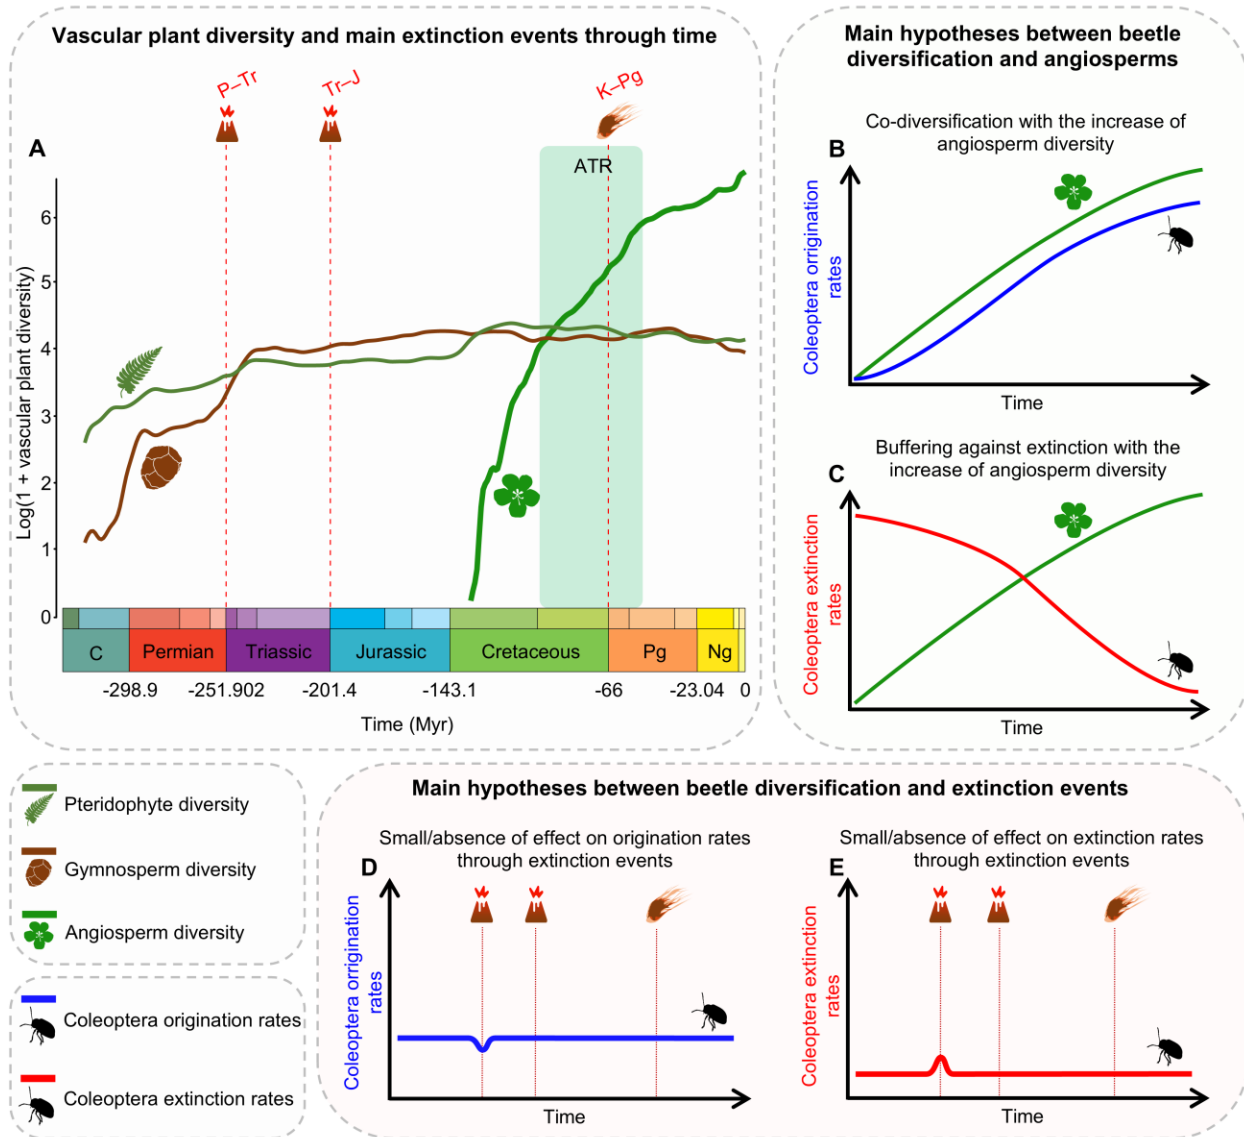 Vascular plant diversity and main extinction events through time
P–Tr
Tr–J
K–Pg
A
ATR
Log(1 + vascular plant diversity)
6
5
4
3
2
1
0
C
Permian
Triassic
Jurassic
Cretaceous
Pg
Ng
-298.9
-251.902
-201.4
-143.1
-66
-23.04
0
Time (Myr)
Main hypotheses between beetle
diversification and angiosperms
B
Co-diversification with the increase of
angiosperm diversity
Coleoptera orrigination
rates
Time
C
Buffering against extinction with the
increase of angiosperm diversity
Coleoptera extinction
rates
Time
Pteridophyte diversity
Gymnosperm diversity
Angiosperm diversity
Coleoptera origination rates
Coleoptera extinction rates
Main hypotheses between beetle diversification and extinction events
D
Small/absence of effect on origination rates
through extinction events
Coleoptera orrigination
rates
Time
E
Small/absence of effect on extinction rates
through extinction events
Coleoptera extinction
rates
Time